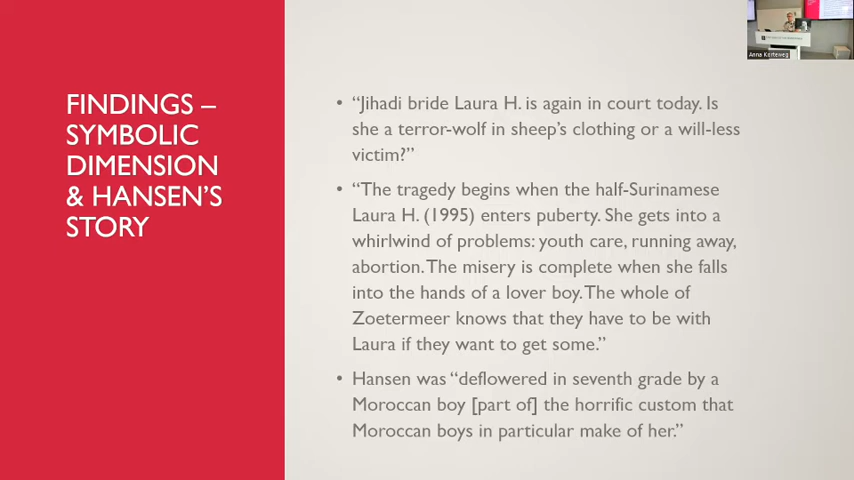 FINDINGS –
SYMBOLIC
DIMENSION
& HANSEN'S
STORY
• “Jihadi bride Laura H. is again in court today. Is
she a terror-wolf in sheep's clothing or a will-less
victim?”
• “The tragedy begins when the half-Surinamese
Laura H. (1995) enters puberty. She gets into a
whirlwind of problems: youth care, running away,
abortion. The misery is complete when she falls
into the hands of a lover boy. The whole of
Zoetermeer knows that they have to be with
Laura if they want to get some.”
• Hansen was “deflowered in seventh grade by a
Moroccan boy [part of] the horrific custom that
Moroccan boys in particular make of her.”
Anna Korteweg